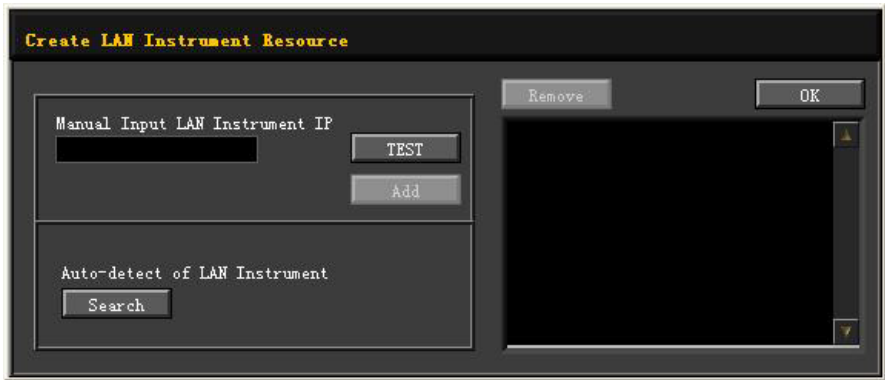 Create LAN Instrument Resource
Manual Input LAN Instrument IP
TEST
Add
Auto-detect of LAN Instrument
Search
Remove
OK